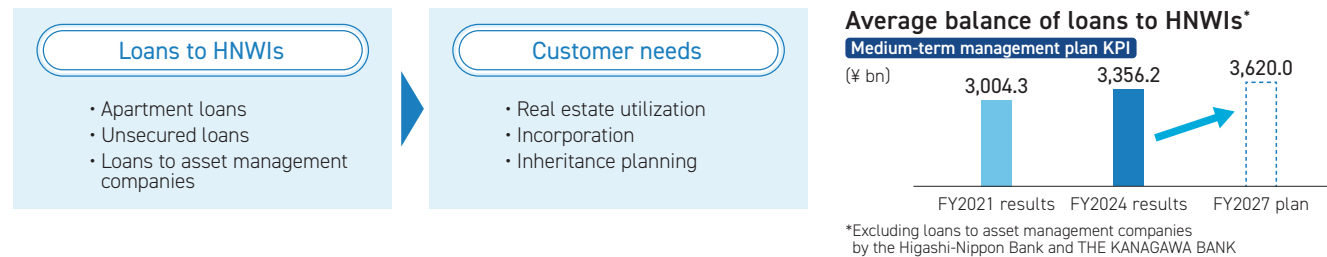 Loans to HNWIs
・Apartment loans
・Unsecured loans
・Loans to asset management
companies
Customer needs
・Real estate utilization
・Incorporation
・Inheritance planning
Average balance of loans to HNWIs*
Medium-term management plan KPI
(¥ bn)
3,004.3
3,356.2
3,620.0
FY2021 results
FY2024 results
FY2027 plan
*Excluding loans to asset management companies
by the Higashi-Nippon Bank and THE KANAGAWA BANK